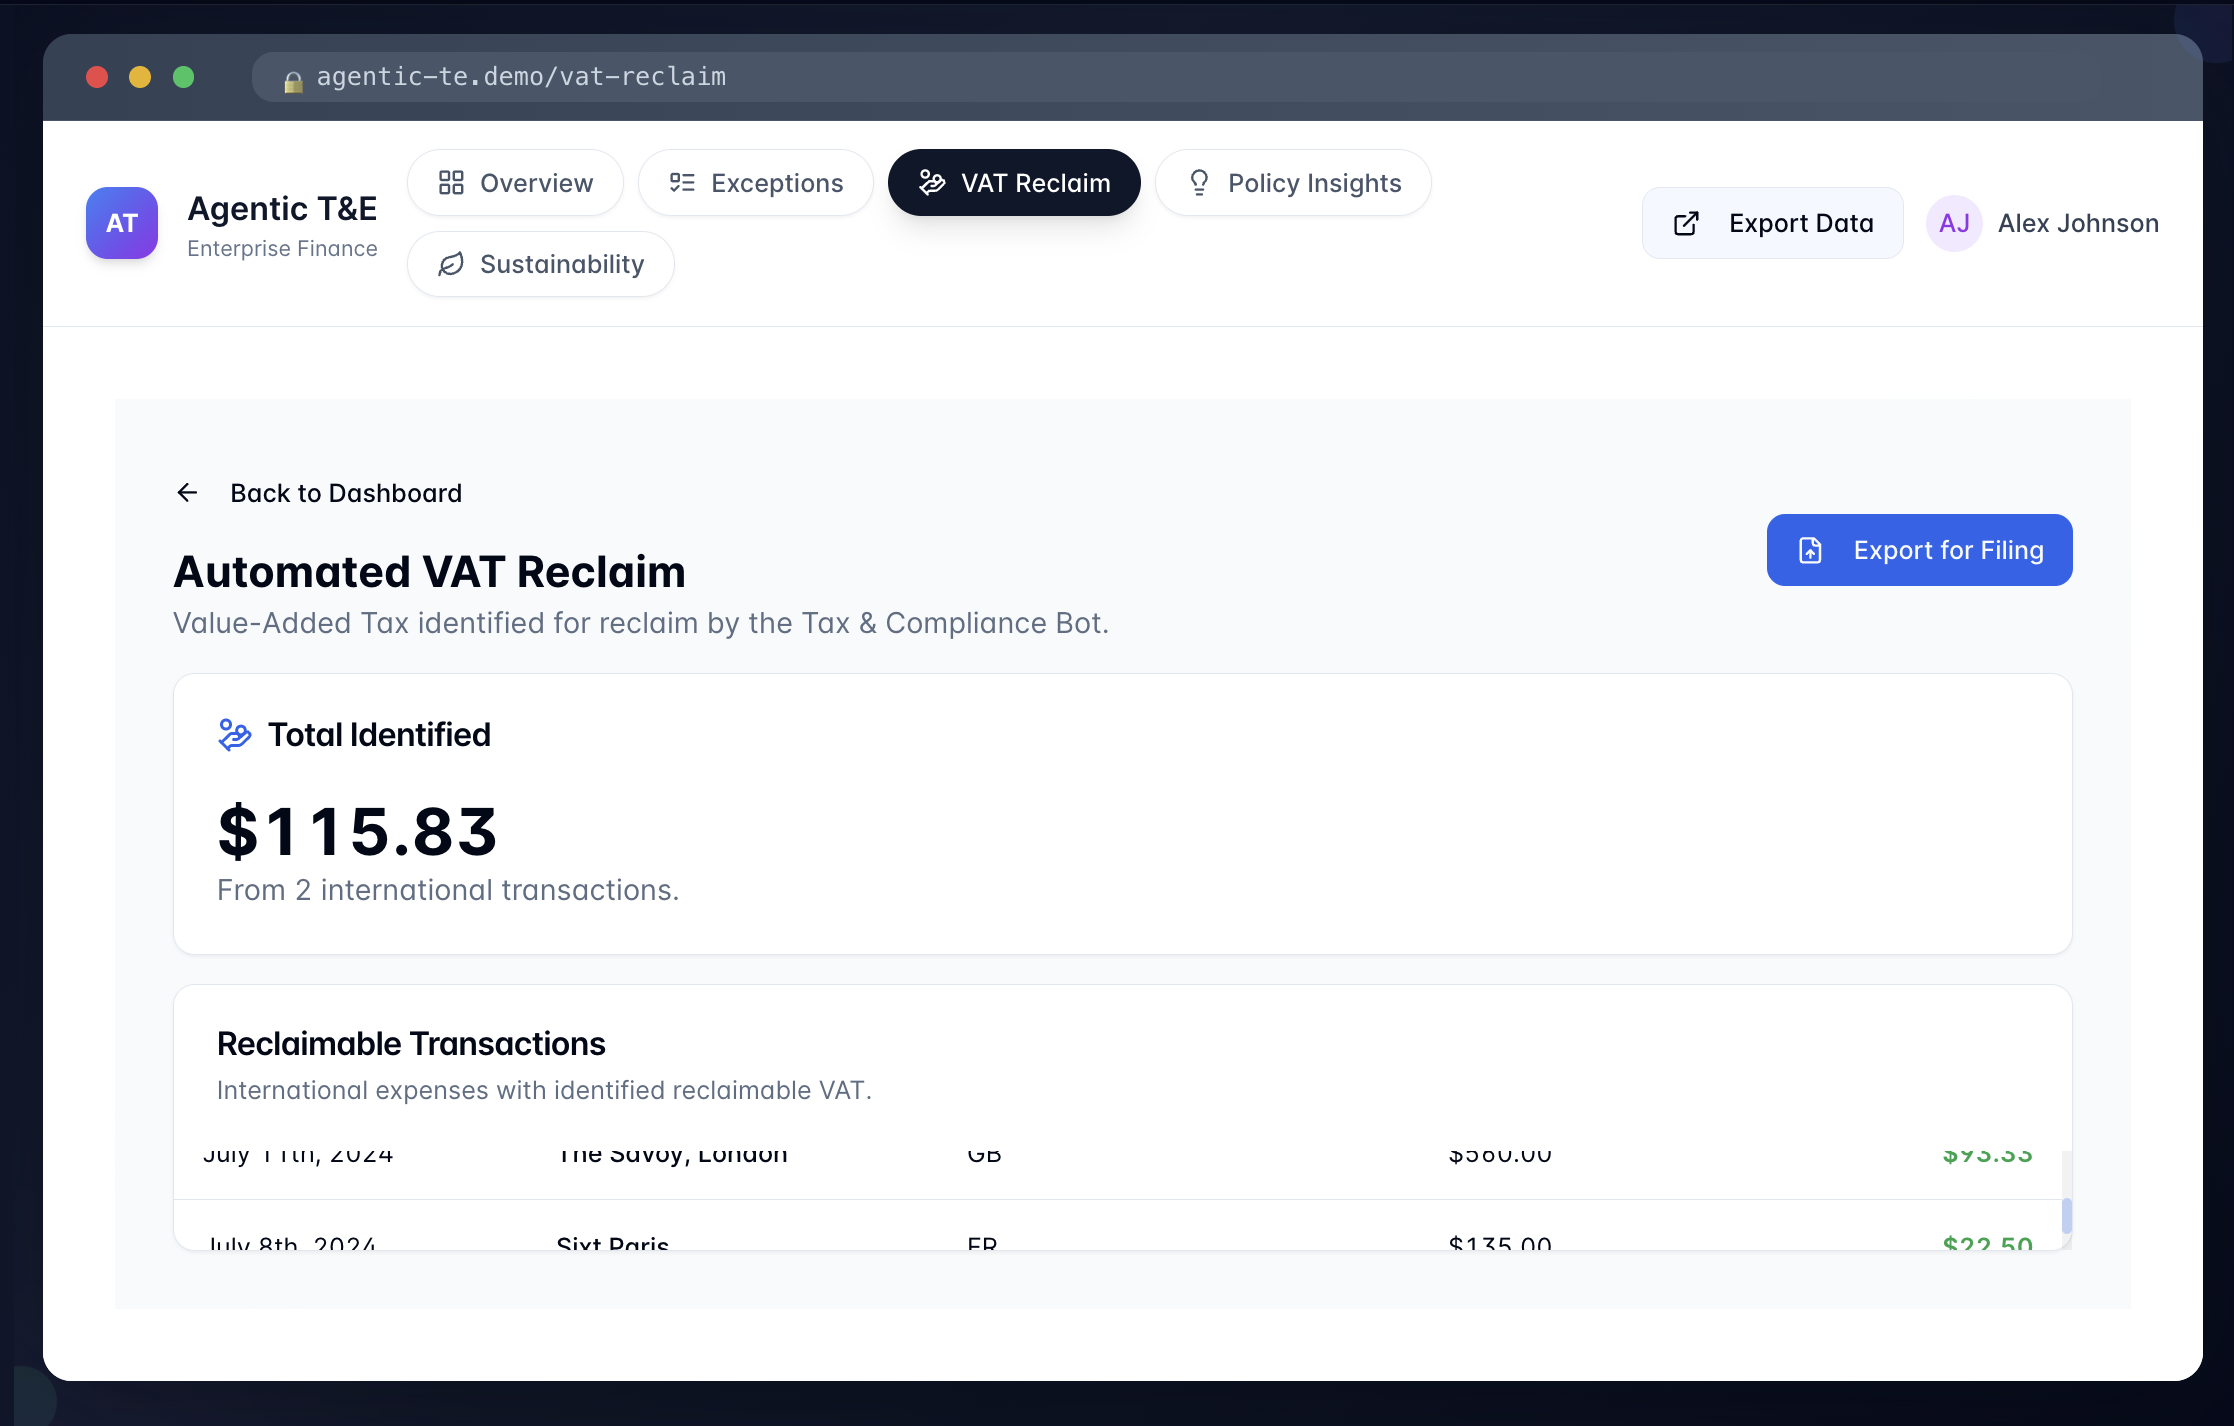 agentic-te.demo/vat-reclaim
AT
Agentic T&E
Enterprise Finance
Overview
Exceptions
VAT Reclaim
Policy Insights
Sustainability
Export Data
AJ
Alex Johnson
Back to Dashboard
Export for Filing
Automated VAT Reclaim
Value-Added Tax identified for reclaim by the Tax & Compliance Bot.
Total Identified
$115.83
From 2 international transactions.
Reclaimable Transactions
International expenses with identified reclaimable VAT.
July 11th, 2024 The Savoy, London GB $560.00 $93.33
July 8th, 2024 Sixt Paris FR $135.00 $22.50